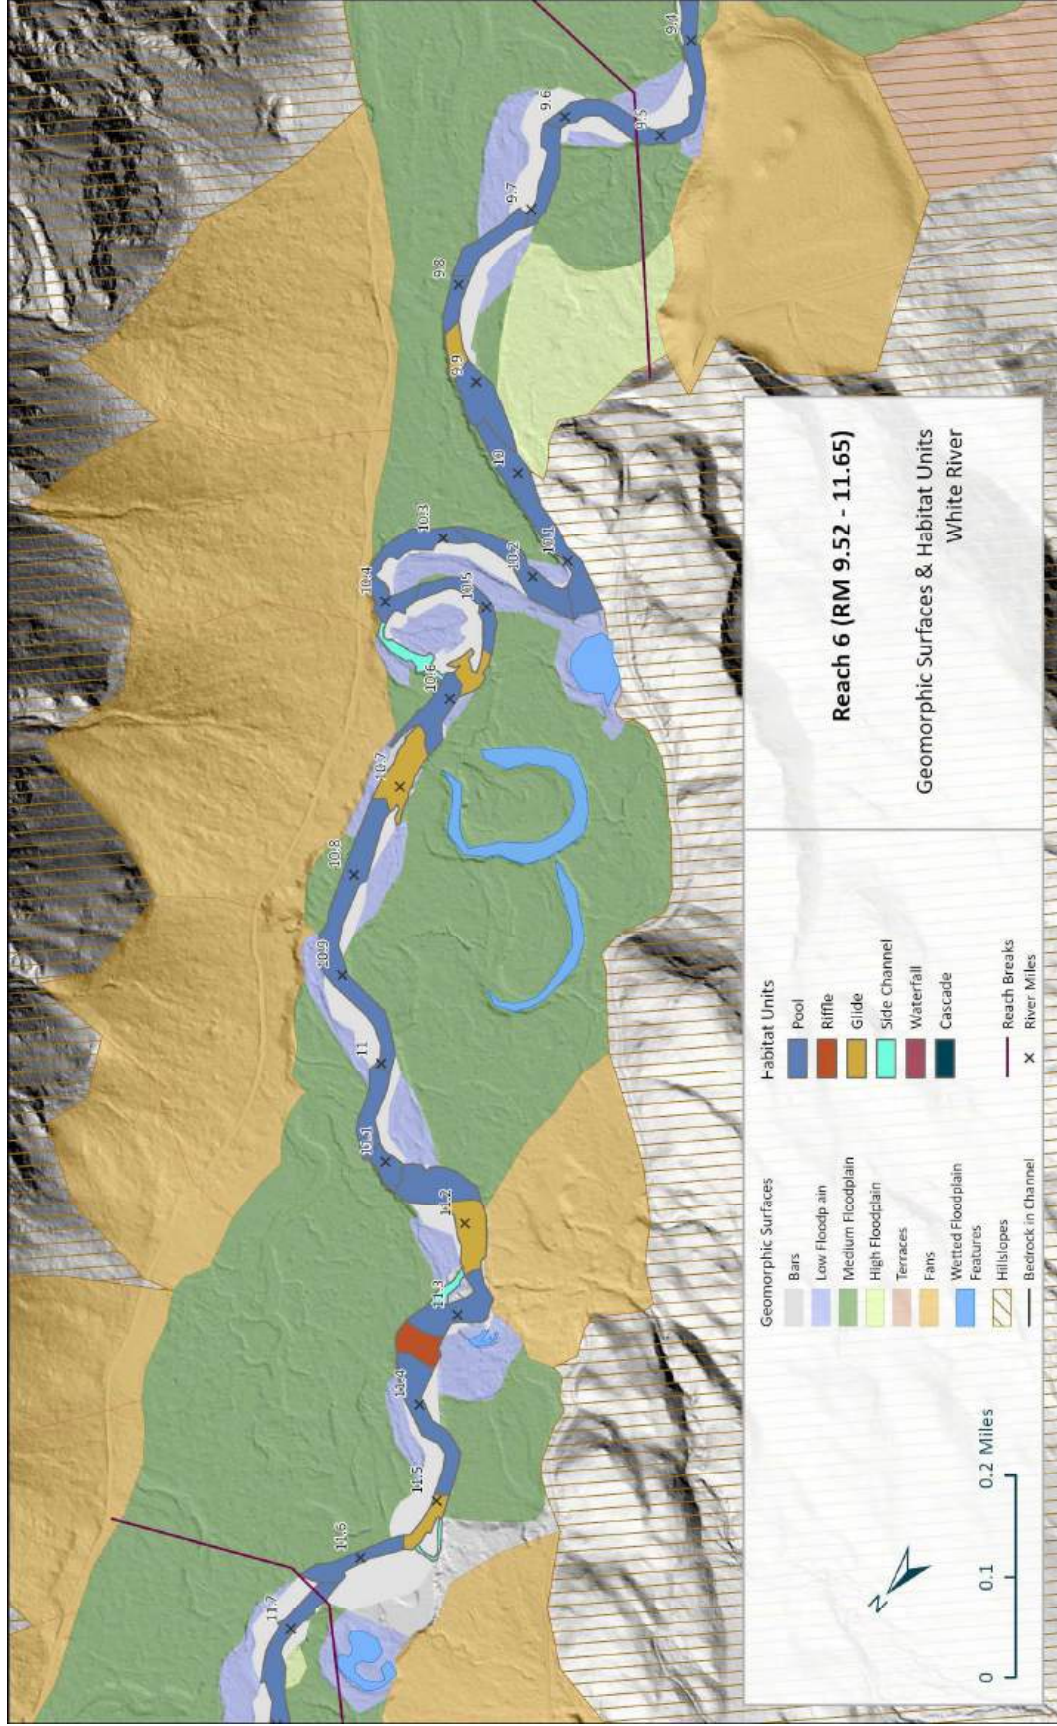 11.7
11.6
11.5
11.4
11.3
11.2
11.1
11
10.9
10.8
10.7
10.6
10.5
10.4
10.3
10.2
10.1
10
9.9
9.8
9.7
9.6
9.5
9.4
N
0 0.1 0.2 Miles
Geomorphic Surfaces
Bars
Low Floodp ain
Medium Floodplain
High Floodplain
Terraces
Fans
Wetted Floodplain
Features
Hillslopes
Bedrock in Channel
Habitat Units
Pool
Riffle
Glide
Side Channel
Waterfall
Cascade
Reach Breaks
River Miles
Reach 6 (RM 9.52 - 11.65)
Geomorphic Surfaces & Habitat Units
White River